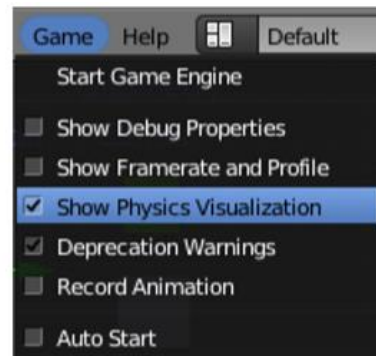 Game Help Default
Start Game Engine
Show Debug Properties
Show Framerate and Profile
Show Physics Visualization
Deprecation Warnings
Record Animation
Auto Start